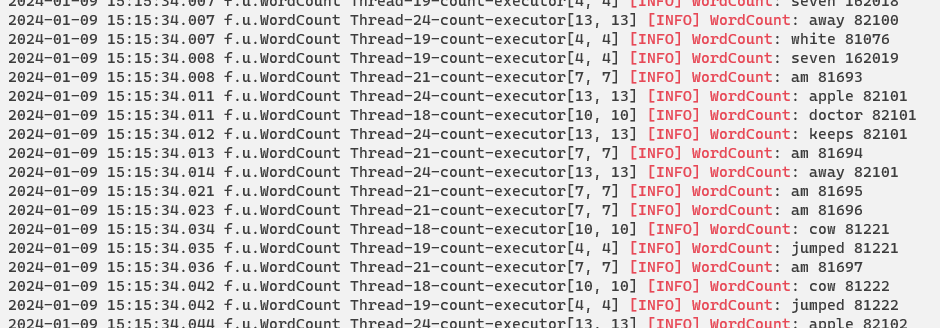 2024-01-09 15:15:34.007 f.u.WordCount Thread-19-count-executor[4, 4] [INFO] WordCount: seven 162018
2024-01-09 15:15:34.007 f.u.WordCount Thread-24-count-executor[13, 13] [INFO] WordCount: away 82100
2024-01-09 15:15:34.007 f.u.WordCount Thread-19-count-executor[4, 4] [INFO] WordCount: white 81076
2024-01-09 15:15:34.008 f.u.WordCount Thread-19-count-executor[4, 4] [INFO] WordCount: seven 162019
2024-01-09 15:15:34.008 f.u.WordCount Thread-21-count-executor[7, 7] [INFO] WordCount: am 81693
2024-01-09 15:15:34.011 f.u.WordCount Thread-24-count-executor[13, 13] [INFO] WordCount: apple 82101
2024-01-09 15:15:34.011 f.u.WordCount Thread-18-count-executor[10, 10] [INFO] WordCount: doctor 82101
2024-01-09 15:15:34.012 f.u.WordCount Thread-24-count-executor[13, 13] [INFO] WordCount: keeps 82101
2024-01-09 15:15:34.013 f.u.WordCount Thread-21-count-executor[7, 7] [INFO] WordCount: am 81694
2024-01-09 15:15:34.014 f.u.WordCount Thread-24-count-executor[13, 13] [INFO] WordCount: away 82101
2024-01-09 15:15:34.021 f.u.WordCount Thread-21-count-executor[7, 7] [INFO] WordCount: am 81695
2024-01-09 15:15:34.023 f.u.WordCount Thread-21-count-executor[7, 7] [INFO] WordCount: am 81696
2024-01-09 15:15:34.034 f.u.WordCount Thread-18-count-executor[10, 10] [INFO] WordCount: cow 81221
2024-01-09 15:15:34.035 f.u.WordCount Thread-19-count-executor[4, 4] [INFO] WordCount: jumped 81221
2024-01-09 15:15:34.036 f.u.WordCount Thread-21-count-executor[7, 7] [INFO] WordCount: am 81697
2024-01-09 15:15:34.042 f.u.WordCount Thread-18-count-executor[10, 10] [INFO] WordCount: cow 81222
2024-01-09 15:15:34.042 f.u.WordCount Thread-19-count-executor[4, 4] [INFO] WordCount: jumped 81222
2024-01-09 15:15:34.044 f.u.WordCount Thread-24-count-executor[13, 13] [INFO] WordCount: apple 82102